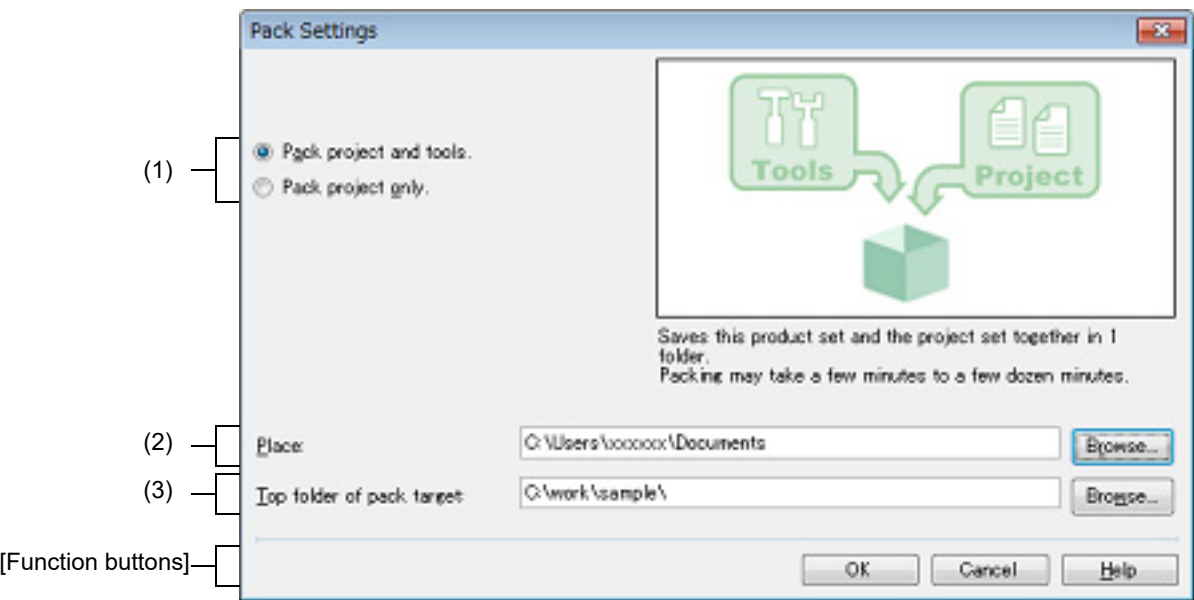 Pack Settings
(1)
Pack project and tools.
Pack project only.
Tools
Project
Saves this product set and the project set together in 1
folder.
Packing may take a few minutes to a few dozen minutes.
(2)
Place:
C:\Users\xxxxxxx\Documents
Browse...
(3)
Top folder of pack target:
C:\work\sample\
Browse...
[Function buttons]
OK
Cancel
Help